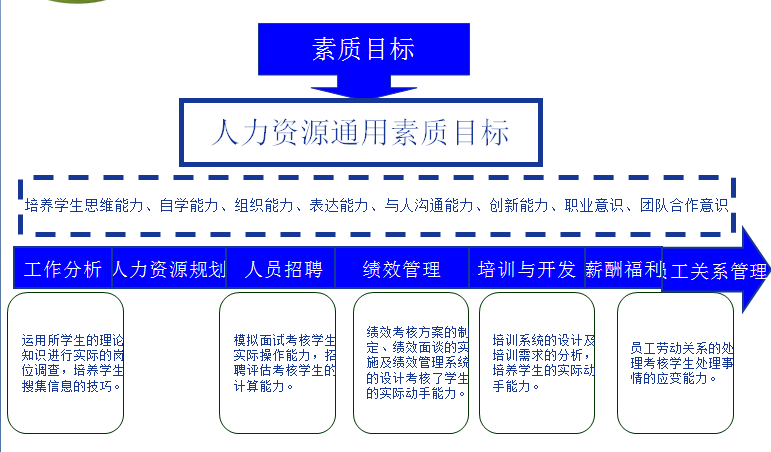 素质目标
人力资源通用素质目标
培养学生思维能力、自学能力、组织能力、表达能力、与人沟通能力、创新能力、职业意识、团队合作意识
工作分析
人力资源规划
人员招聘
绩效管理
培训与开发
薪酬福利
员工关系管理
运用所学生的理论
知识进行实际的岗
位调查，培养学生
搜集信息的技巧。
模拟面试考核学生
实际操作能力，招
聘评估考核学生的
计算能力。
绩效考核方案的制
定、绩效面谈的实
施及绩效管理系统
的设计考核了学生
的实际动手能力。
培训系统的设计及
培训需求的分析，
培养学生的实际动
手能力。
员工劳动关系的处
理考核学生处理事
情的应变能力。